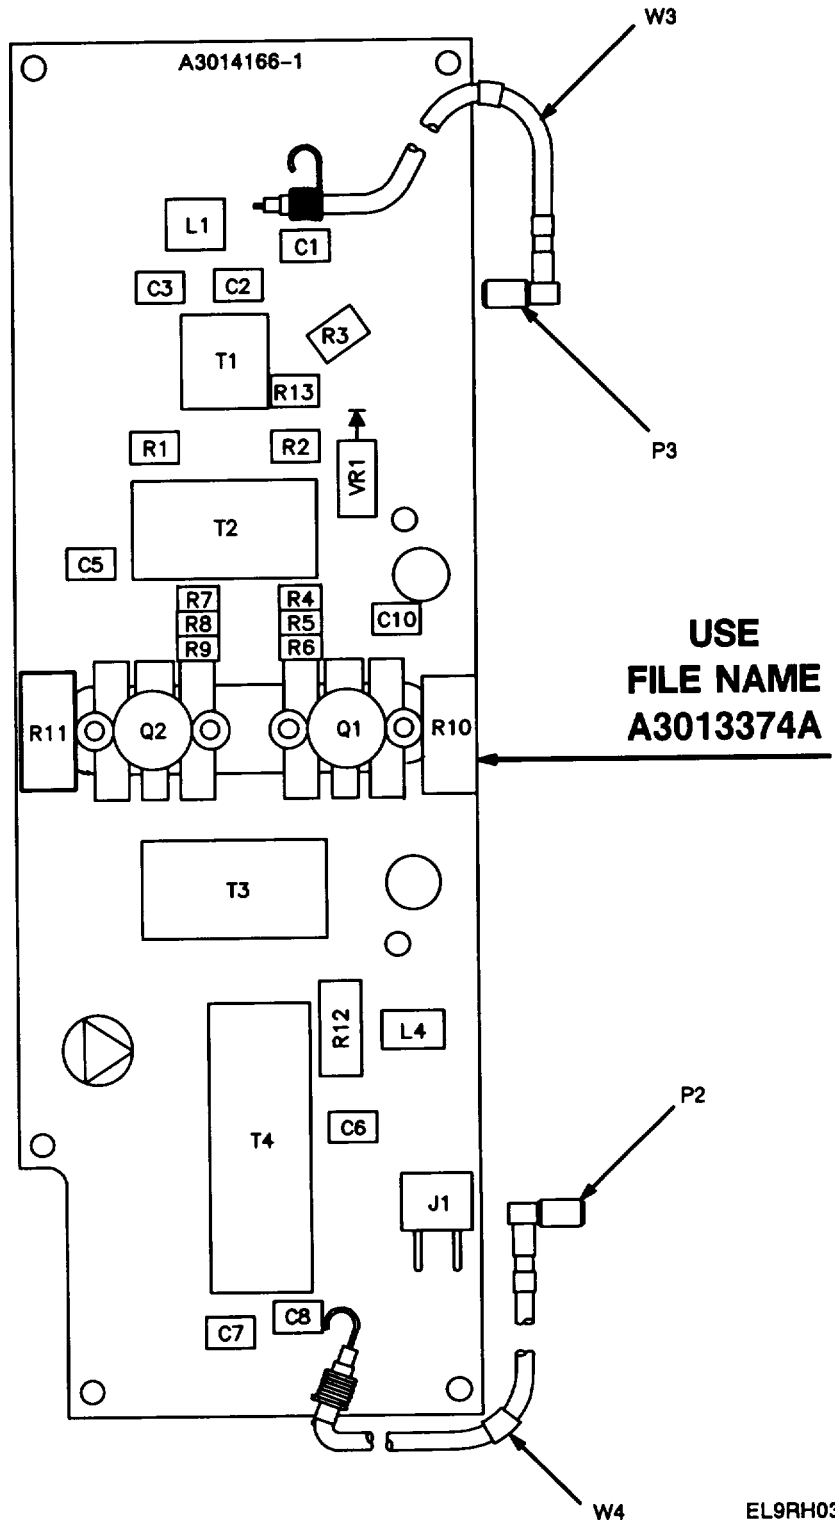 W3
A3014166-1
L1
C1
C3
C2
R3
T1
R13
R1
R2
P3
VR1
T2
C5
R7
R4
C10
R8
R5
R9
R6
USE
FILE NAME
A3013374A
R11
Q2
Q1
R10
T3
R12
L4
P2
C6
T4
J1
C8
C7
W4
EL9RH03